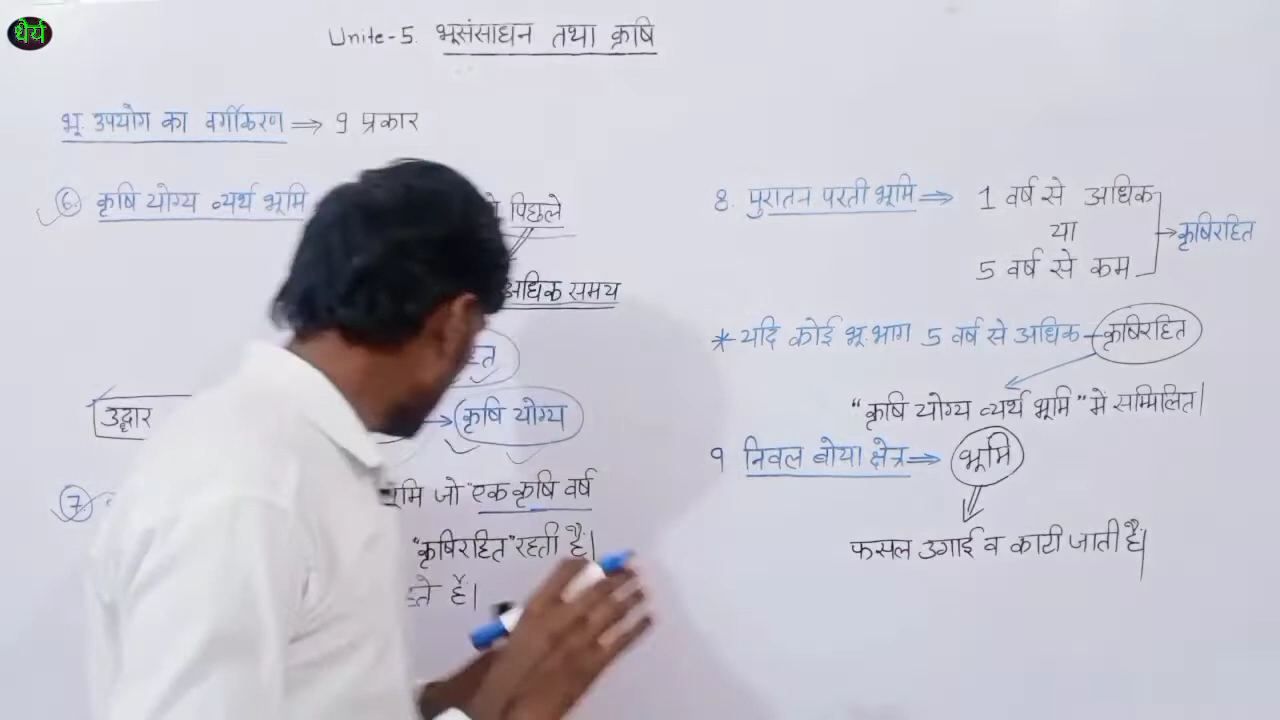 धैर्य
Unite-5. भूसंसाधन तथा कृषि
भू उपयोग का वर्गीकरण ⇒ 9 प्रकार
6. कृषि योग्य व्यर्थ भूमि
पिछले
अधिक समय
उद्धार → कृषि योग्य
7.
जो "एक कृषि वर्ष
"कृषिरहित" रहती है।
हैं।
8. पुरातन परती भूमि ⇒ 1 वर्ष से अधिक
या → कृषिरहित
5 वर्ष से कम
* यदि कोई भू-भाग 5 वर्ष से अधिक → कृषिरहित
"कृषि योग्य व्यर्थ भूमि" में सम्मिलित।
9 निवल बोया क्षेत्र ⇒ भूमि
फसल उगाई व काटी जाती है।